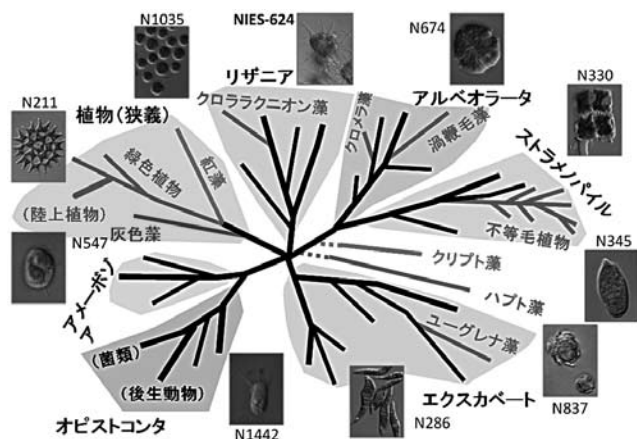 N1035
NIES-624
N674
N330
N211
植物(狭義)
リザニア
クロララクニオン藻
クロメラ藻
アルベオラータ
渦鞭毛藻
ストラメノパイル
緑色植物
紅藻
(陸上植物)
灰色藻
不等毛植物
N547
クリプト藻
N345
ハプト藻
アメーボゾ
ア
ユーグレナ藻
(菌類)
(後生動物)
エクスカベート
オピストコンタ
N1442
N286
N837